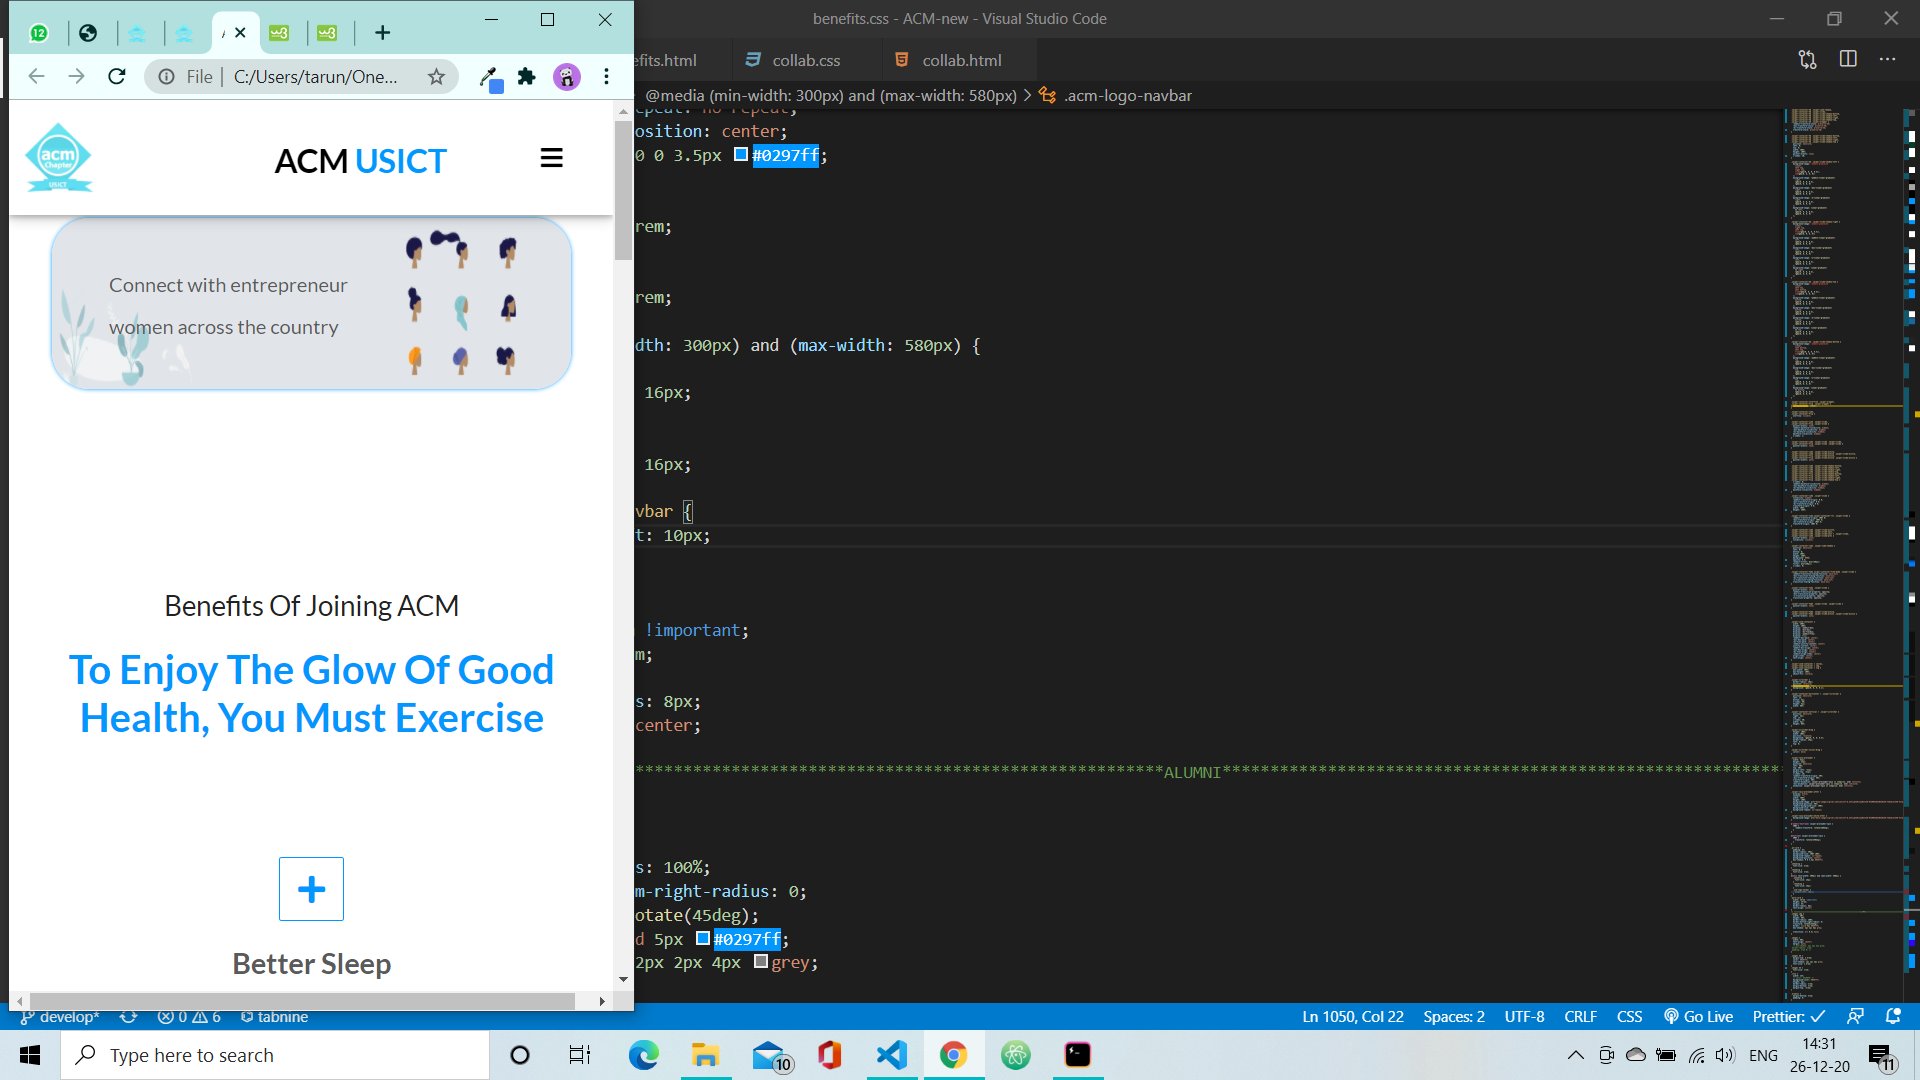 benefits.css - ACM-new - Visual Studio Code
12
File
C:/Users/tarun/One...
efits.html
collab.css
collab.html
@media (min-width: 300px) and (max-width: 580px) > .acm-logo-navbar
acm
Chapter
USICT
ACM USICT
Connect with entrepreneur
women across the country
Benefits Of Joining ACM
To Enjoy The Glow Of Good
Health, You Must Exercise
Better Sleep
epeat: no-repeat;
osition: center;
0 0 3.5px #0297ff;
rem;
rem;
dth: 300px) and (max-width: 580px) {
16px;
16px;
vbar {
t: 10px;
!important;
m;
s: 8px;
center;
*******************************************************ALUMNI***********************************************************
s: 100%;
m-right-radius: 0;
otate(45deg);
d 5px #0297ff;
2px 2px 4px grey;
develop*
0
6
tabnine
Ln 1050, Col 22
Spaces: 2
UTF-8
CRLF
CSS
Go Live
Prettier: ✓
Type here to search
10
ENG
14:31
26-12-20
11